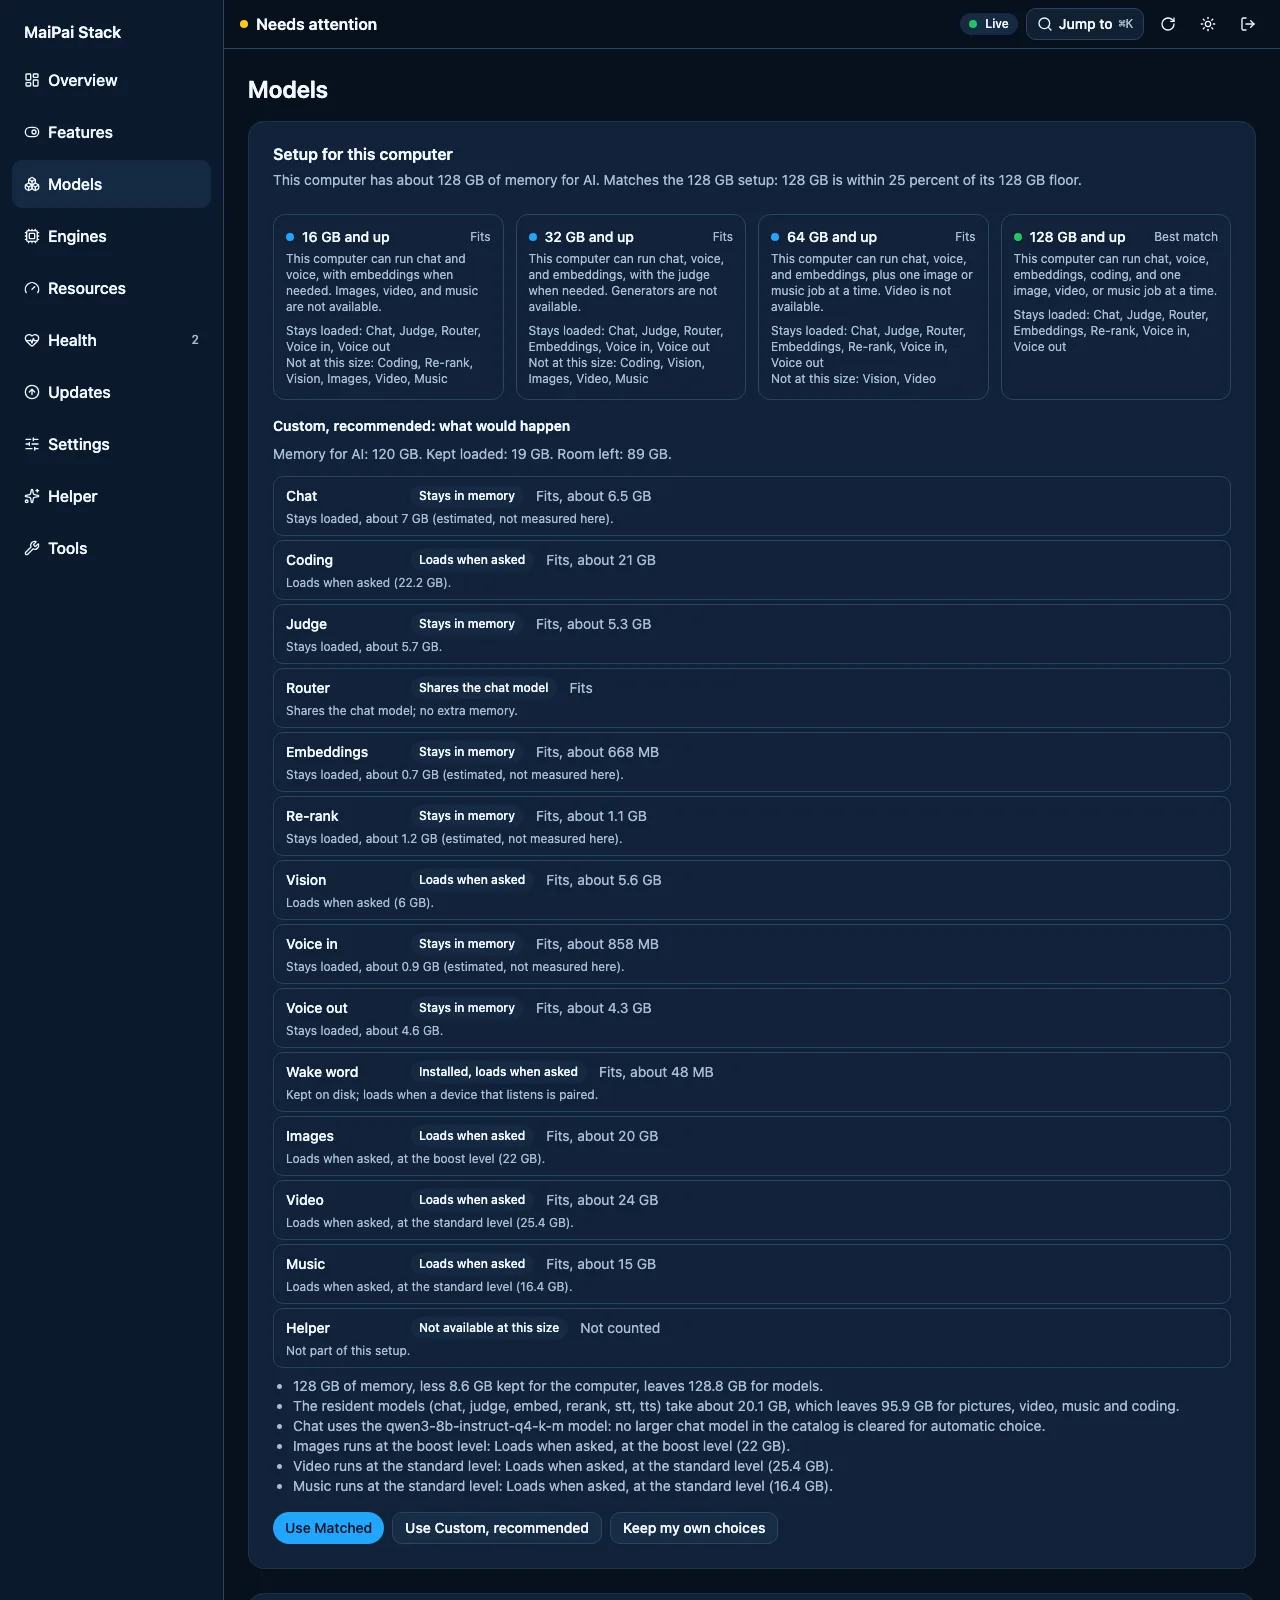 MaiPai Stack
Overview
Features
Models
Engines
Resources
Health 2
Updates
Settings
Helper
Tools
Needs attention
Live
Jump to ⌘K
Models
Setup for this computer
This computer has about 128 GB of memory for AI. Matches the 128 GB setup: 128 GB is within 25 percent of its 128 GB floor.
16 GB and up Fits
This computer can run chat and
voice, with embeddings when
needed. Images, video, and music
are not available.
Stays loaded: Chat, Judge, Router,
Voice in, Voice out
Not at this size: Coding, Re-rank,
Vision, Images, Video, Music
32 GB and up Fits
This computer can run chat, voice,
and embeddings, with the judge
when needed. Generators are not
available.
Stays loaded: Chat, Judge, Router,
Embeddings, Voice in, Voice out
Not at this size: Coding, Vision,
Images, Video, Music
64 GB and up Fits
This computer can run chat, voice,
and embeddings, plus one image or
music job at a time. Video is not
available.
Stays loaded: Chat, Judge, Router,
Embeddings, Re-rank, Voice in,
Voice out
Not at this size: Vision, Video
128 GB and up Best match
This computer can run chat, voice,
embeddings, coding, and one
image, video, or music job at a time.
Stays loaded: Chat, Judge, Router,
Embeddings, Re-rank, Voice in,
Voice out
Custom, recommended: what would happen
Memory for AI: 120 GB. Kept loaded: 19 GB. Room left: 89 GB.
Chat Stays in memory Fits, about 6.5 GB
Stays loaded, about 7 GB (estimated, not measured here).
Coding Loads when asked Fits, about 21 GB
Loads when asked (22.2 GB).
Judge Stays in memory Fits, about 5.3 GB
Stays loaded, about 5.7 GB.
Router Shares the chat model Fits
Shares the chat model; no extra memory.
Embeddings Stays in memory Fits, about 668 MB
Stays loaded, about 0.7 GB (estimated, not measured here).
Re-rank Stays in memory Fits, about 1.1 GB
Stays loaded, about 1.2 GB (estimated, not measured here).
Vision Loads when asked Fits, about 5.6 GB
Loads when asked (6 GB).
Voice in Stays in memory Fits, about 858 MB
Stays loaded, about 0.9 GB (estimated, not measured here).
Voice out Stays in memory Fits, about 4.3 GB
Stays loaded, about 4.6 GB.
Wake word Installed, loads when asked Fits, about 48 MB
Kept on disk; loads when a device that listens is paired.
Images Loads when asked Fits, about 20 GB
Loads when asked, at the boost level (22 GB).
Video Loads when asked Fits, about 24 GB
Loads when asked, at the standard level (25.4 GB).
Music Loads when asked Fits, about 15 GB
Loads when asked, at the standard level (16.4 GB).
Helper Not available at this size Not counted
Not part of this setup.
• 128 GB of memory, less 8.6 GB kept for the computer, leaves 128.8 GB for models.
• The resident models (chat, judge, embed, rerank, stt, tts) take about 20.1 GB, which leaves 95.9 GB for pictures, video, music and coding.
• Chat uses the qwen3-8b-instruct-q4-k-m model: no larger chat model in the catalog is cleared for automatic choice.
• Images runs at the boost level: Loads when asked, at the boost level (22 GB).
• Video runs at the standard level: Loads when asked, at the standard level (25.4 GB).
• Music runs at the standard level: Loads when asked, at the standard level (16.4 GB).
Use Matched Use Custom, recommended Keep my own choices